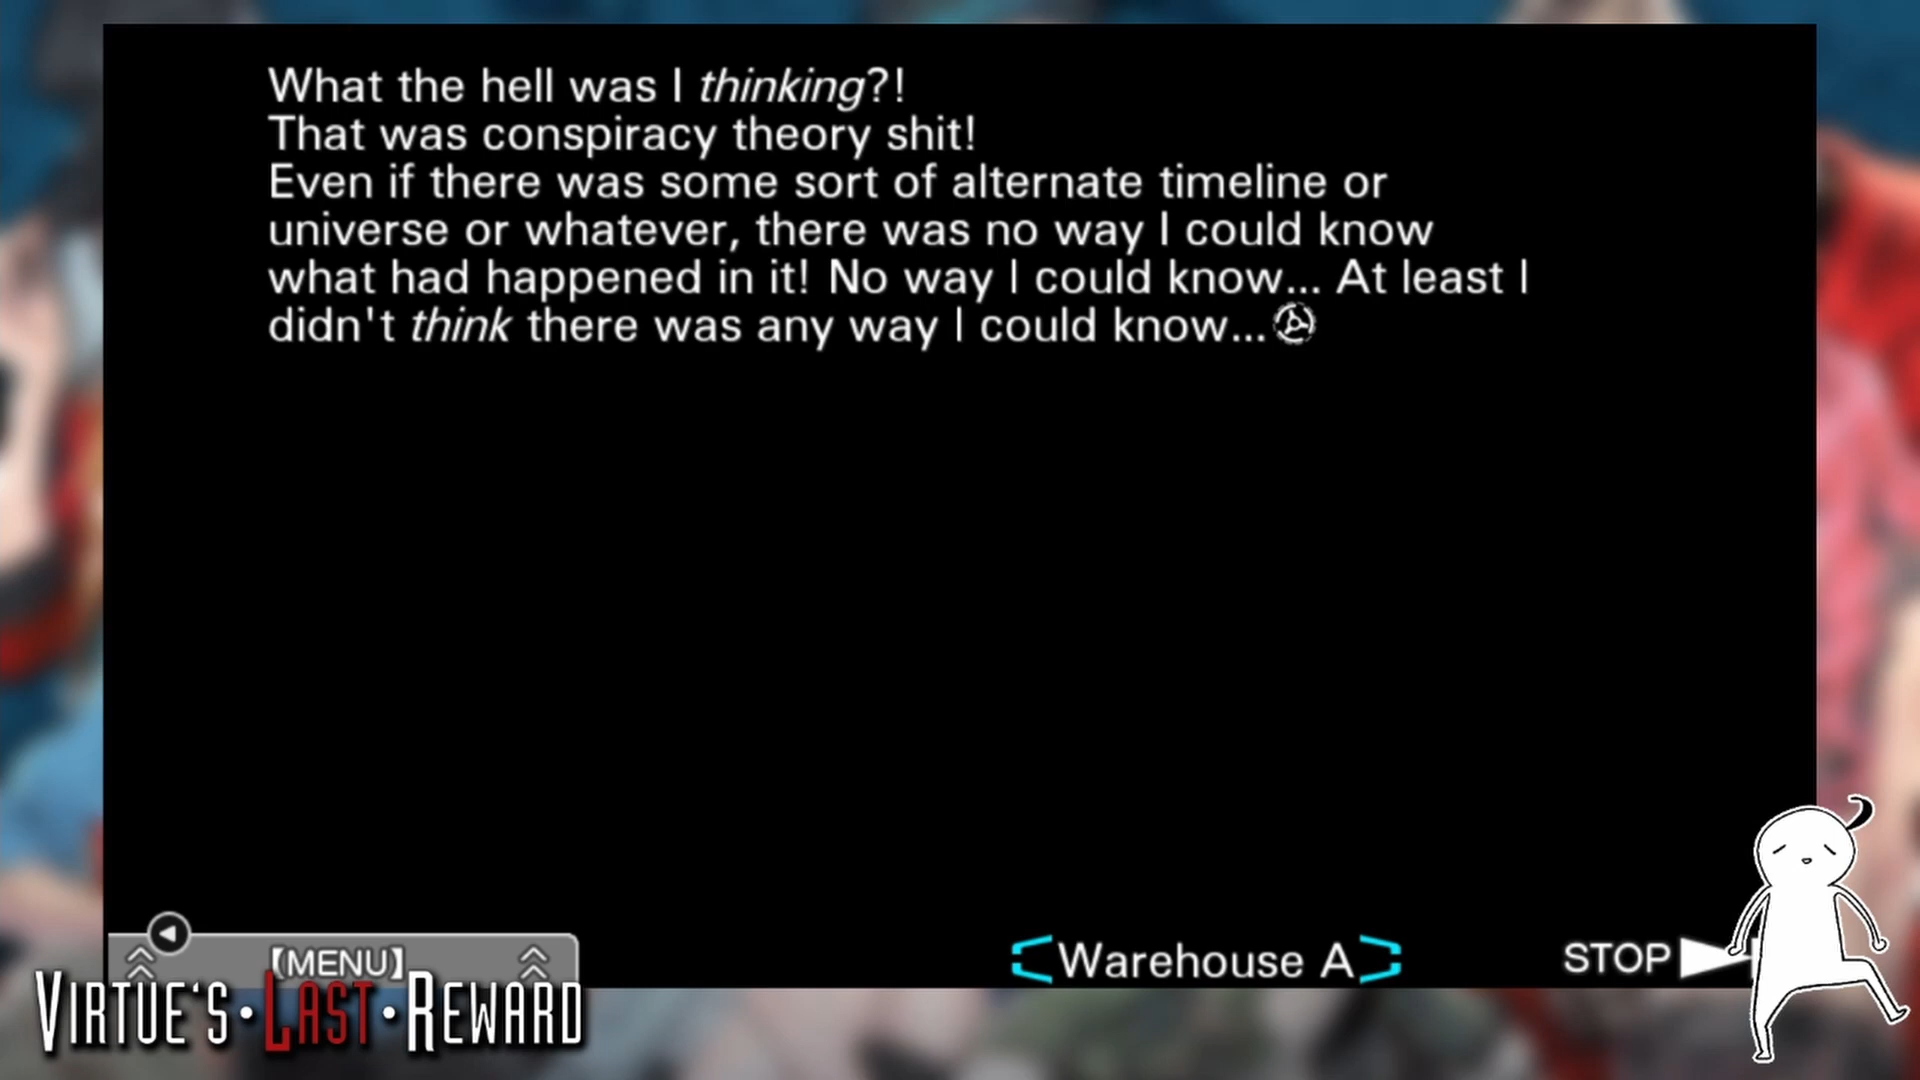 What the hell was I thinking?!
That was conspiracy theory shit!
Even if there was some sort of alternate timeline or
universe or whatever, there was no way I could know
what had happened in it! No way I could know... At least I
didn't think there was any way I could know...
【MENU】
Warehouse A
STOP
VIRTUE'S·LAST·REWARD